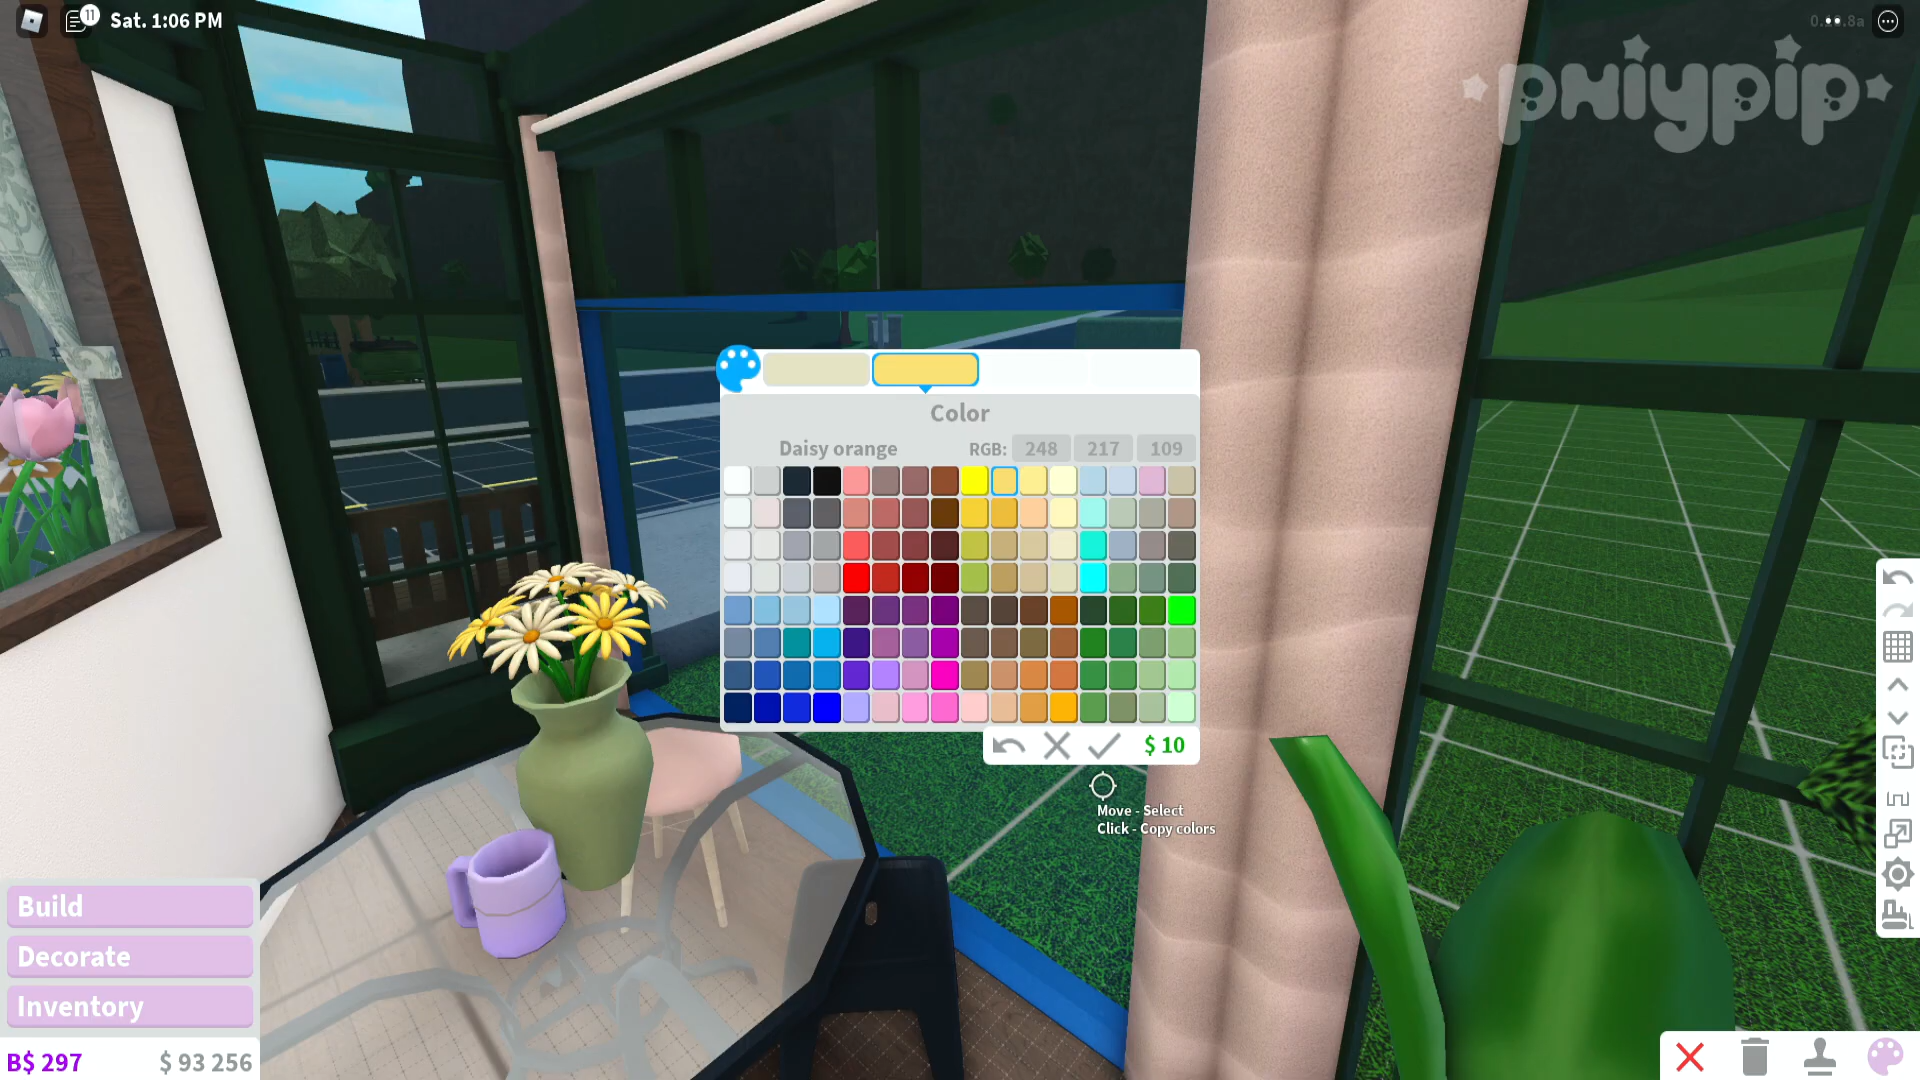 11
Sat. 1:06 PM
pxiypip
Color
Daisy orange
RGB: 248 217 109
$ 10
Move - Select
Click - Copy colors
Build
Decorate
Inventory
B$ 297
$ 93 256